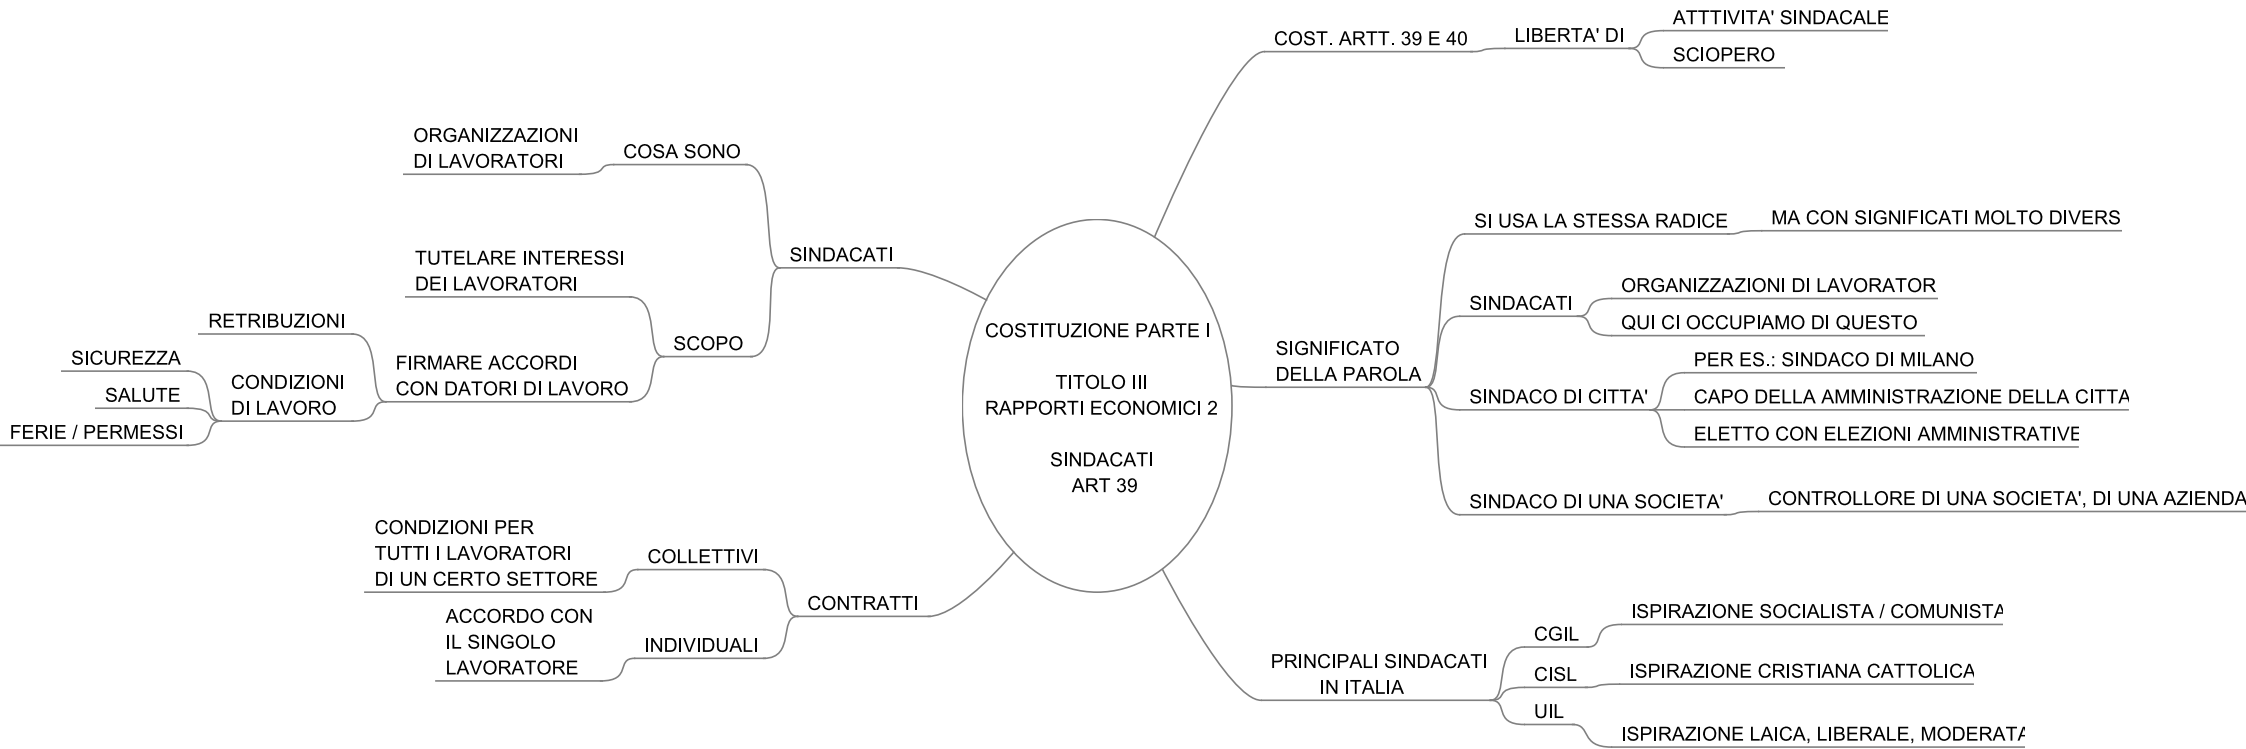 COSTITUZIONE PARTE I
TITOLO III
RAPPORTI ECONOMICI 2
SINDACATI
ART 39
COST. ARTT. 39 E 40
LIBERTA' DI
ATTTIVITA' SINDACALE
SCIOPERO
SIGNIFICATO
DELLA PAROLA
SI USA LA STESSA RADICE
MA CON SIGNIFICATI MOLTO DIVERS
SINDACATI
ORGANIZZAZIONI DI LAVORATOR
QUI CI OCCUPIAMO DI QUESTO
SINDACO DI CITTA'
PER ES.: SINDACO DI MILANO
CAPO DELLA AMMINISTRAZIONE DELLA CITTA
ELETTO CON ELEZIONI AMMINISTRATIVE
SINDACO DI UNA SOCIETA'
CONTROLLORE DI UNA SOCIETA', DI UNA AZIENDA
PRINCIPALI SINDACATI
IN ITALIA
CGIL
ISPIRAZIONE SOCIALISTA / COMUNISTA
CISL
ISPIRAZIONE CRISTIANA CATTOLICA
UIL
ISPIRAZIONE LAICA, LIBERALE, MODERATA
SINDACATI
COSA SONO
ORGANIZZAZIONI
DI LAVORATORI
SCOPO
TUTELARE INTERESSI
DEI LAVORATORI
FIRMARE ACCORDI
CON DATORI DI LAVORO
RETRIBUZIONI
CONDIZIONI
DI LAVORO
SICUREZZA
SALUTE
FERIE / PERMESSI
CONTRATTI
COLLETTIVI
CONDIZIONI PER
TUTTI I LAVORATORI
DI UN CERTO SETTORE
INDIVIDUALI
ACCORDO CON
IL SINGOLO
LAVORATORE